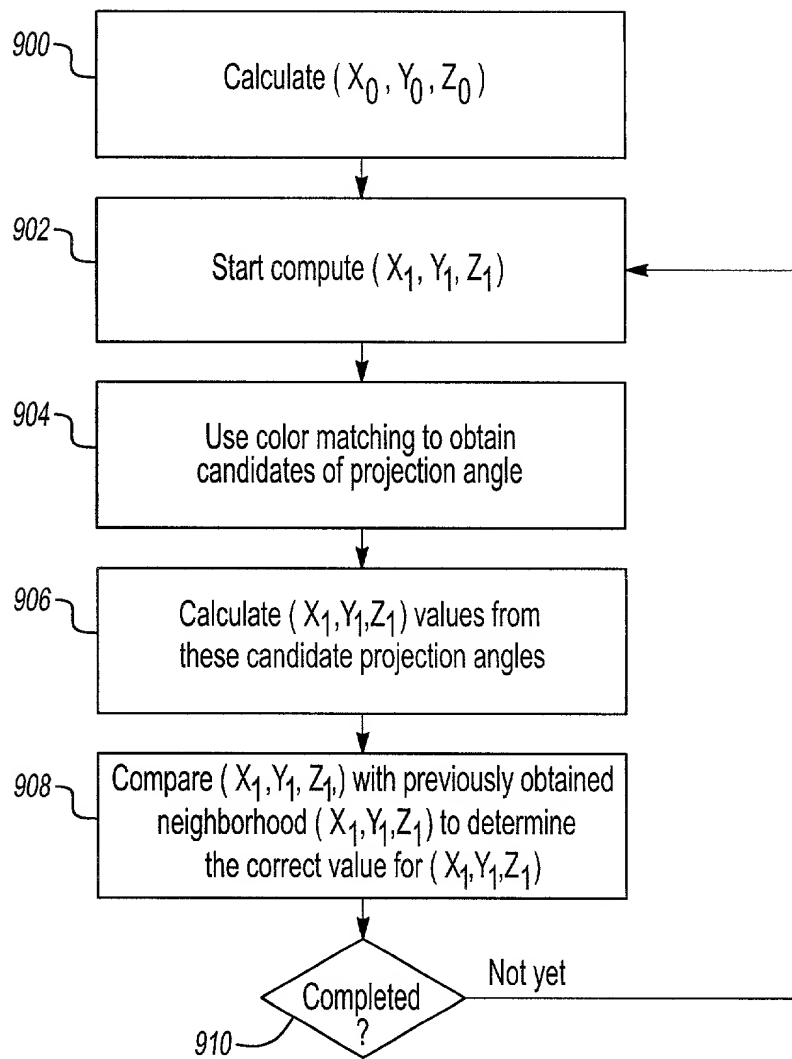 900
Calculate ( X0 , Y0, Z0 )
902
Start compute ( X1, Y1, Z1 )
904
Use color matching to obtain
candidates of projection angle
906
Calculate ( X1,Y1,Z1 ) values from
these candidate projection angles
908
Compare ( X1,Y1, Z1,) with previously obtained
neighborhood ( X1,Y1,Z1 ) to determine
the correct value for ( X1,Y1,Z1 )
Not yet
Completed
?
910